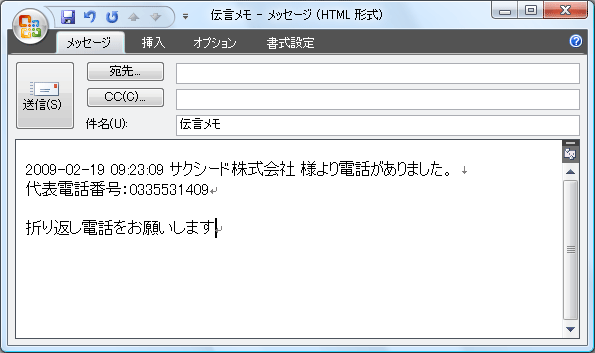 伝言メモ - メッセージ (HTML 形式)
メッセージ 挿入 オプション 書式設定
宛先...
送信(S)
CC(C)...
件名(U): 伝言メモ
2009-02-19 09:23:09 サクシード株式会社 様より電話がありました。
代表電話番号:0335531409
折り返し電話をお願いします